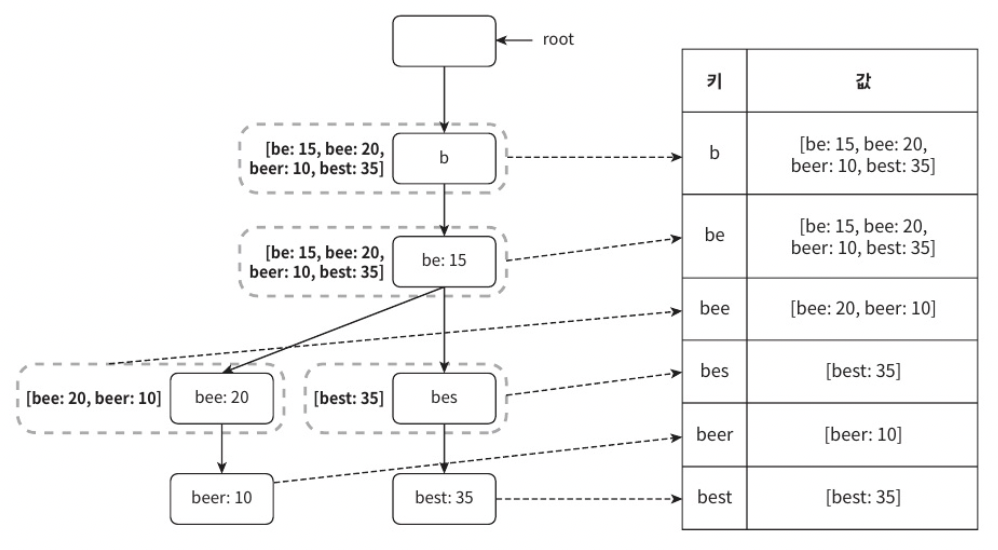 root
[be: 15, bee: 20,
beer: 10, best: 35]
b
[be: 15, bee: 20,
beer: 10, best: 35]
be: 15
[bee: 20, beer: 10]
bee: 20
[best: 35]
bes
beer: 10
best: 35
키 값
b [be: 15, bee: 20,
beer: 10, best: 35]
be [be: 15, bee: 20,
beer: 10, best: 35]
bee [bee: 20, beer: 10]
bes [best: 35]
beer [beer: 10]
best [best: 35]